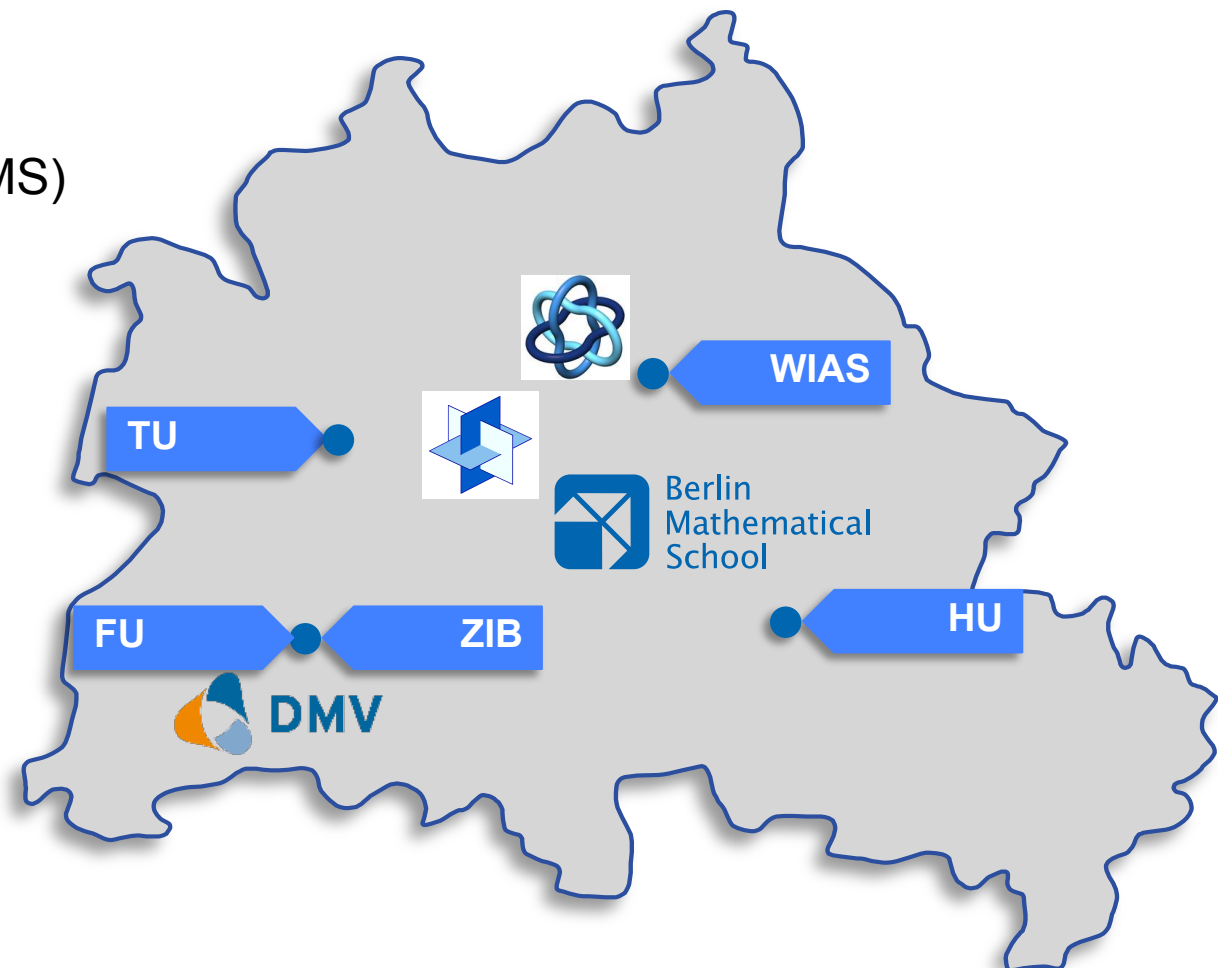 MS)
WIAS
TU
Berlin
Mathematical
School
FU
ZIB
HU
DMV